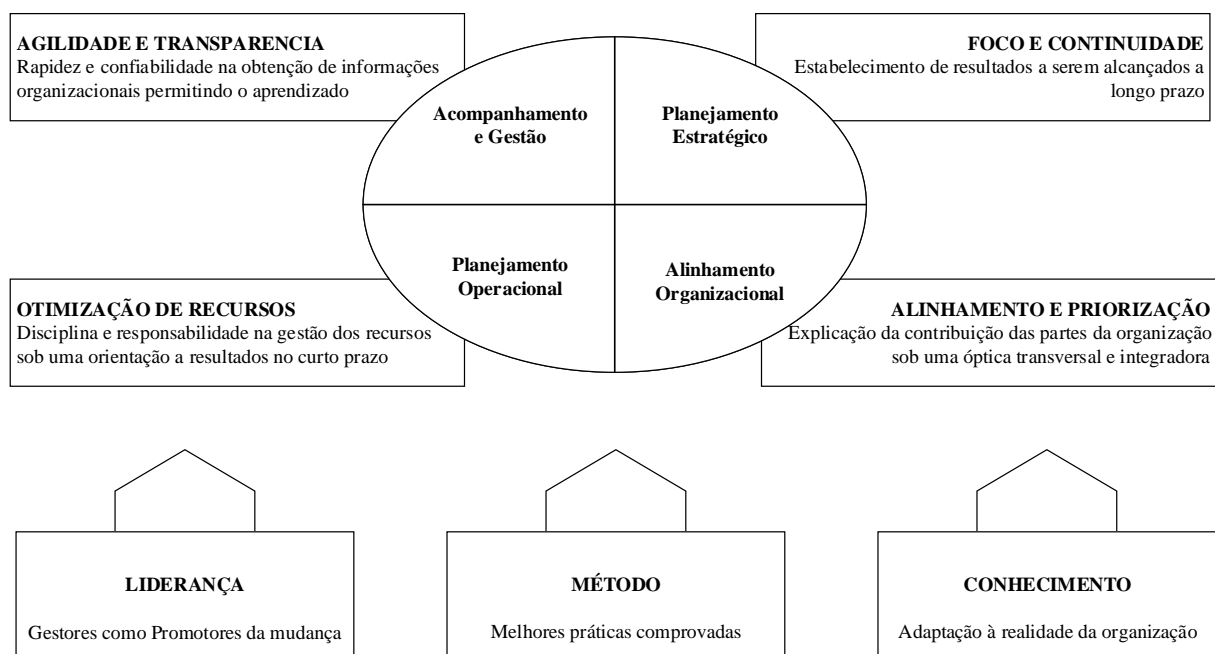 AGILIDADE E TRANSPARENCIA
Rapidez e confiabilidade na obtenção de informações
organizacionais permitindo o aprendizado
FOCO E CONTINUIDADE
Estabelecimento de resultados a serem alcançados a
longo prazo
Acompanhamento
e Gestão
Planejamento
Estratégico
Planejamento
Operacional
Alinhamento
Organizacional
OTIMIZAÇÃO DE RECURSOS
Disciplina e responsabilidade na gestão dos recursos
sob uma orientação a resultados no curto prazo
ALINHAMENTO E PRIORIZAÇÃO
Explicação da contribuição das partes da organização
sob uma óptica transversal e integradora
LIDERANÇA
Gestores como Promotores da mudança
MÉTODO
Melhores práticas comprovadas
CONHECIMENTO
Adaptação à realidade da organização